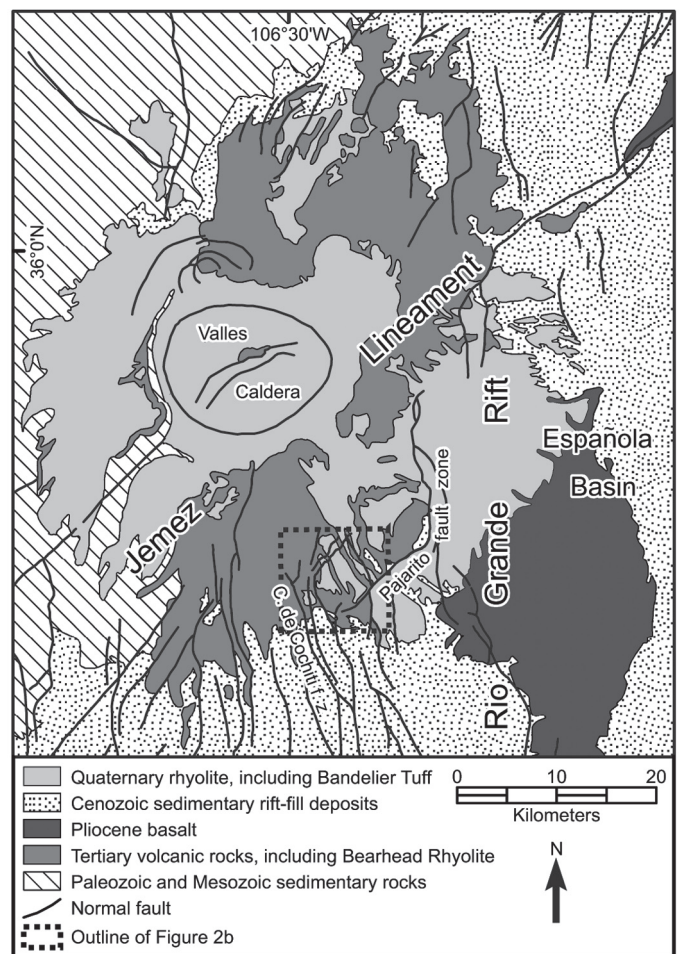 106°30'W
36°0'N
Valles
Caldera
Lineament
Jemez
Rift
Grande
Rio
Española
Basin
Pajarito
fault zone
C. de Cochiti f. z.
Quaternary rhyolite, including Bandelier Tuff
Cenozoic sedimentary rift-fill deposits
Pliocene basalt
Tertiary volcanic rocks, including Bearhead Rhyolite
Paleozoic and Mesozoic sedimentary rocks
Normal fault
Outline of Figure 2b
0 10 20
Kilometers
N